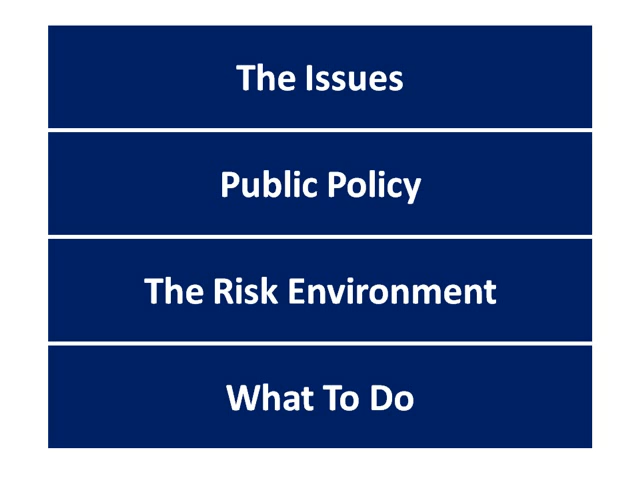 The Issues
Public Policy
The Risk Environment
What To Do